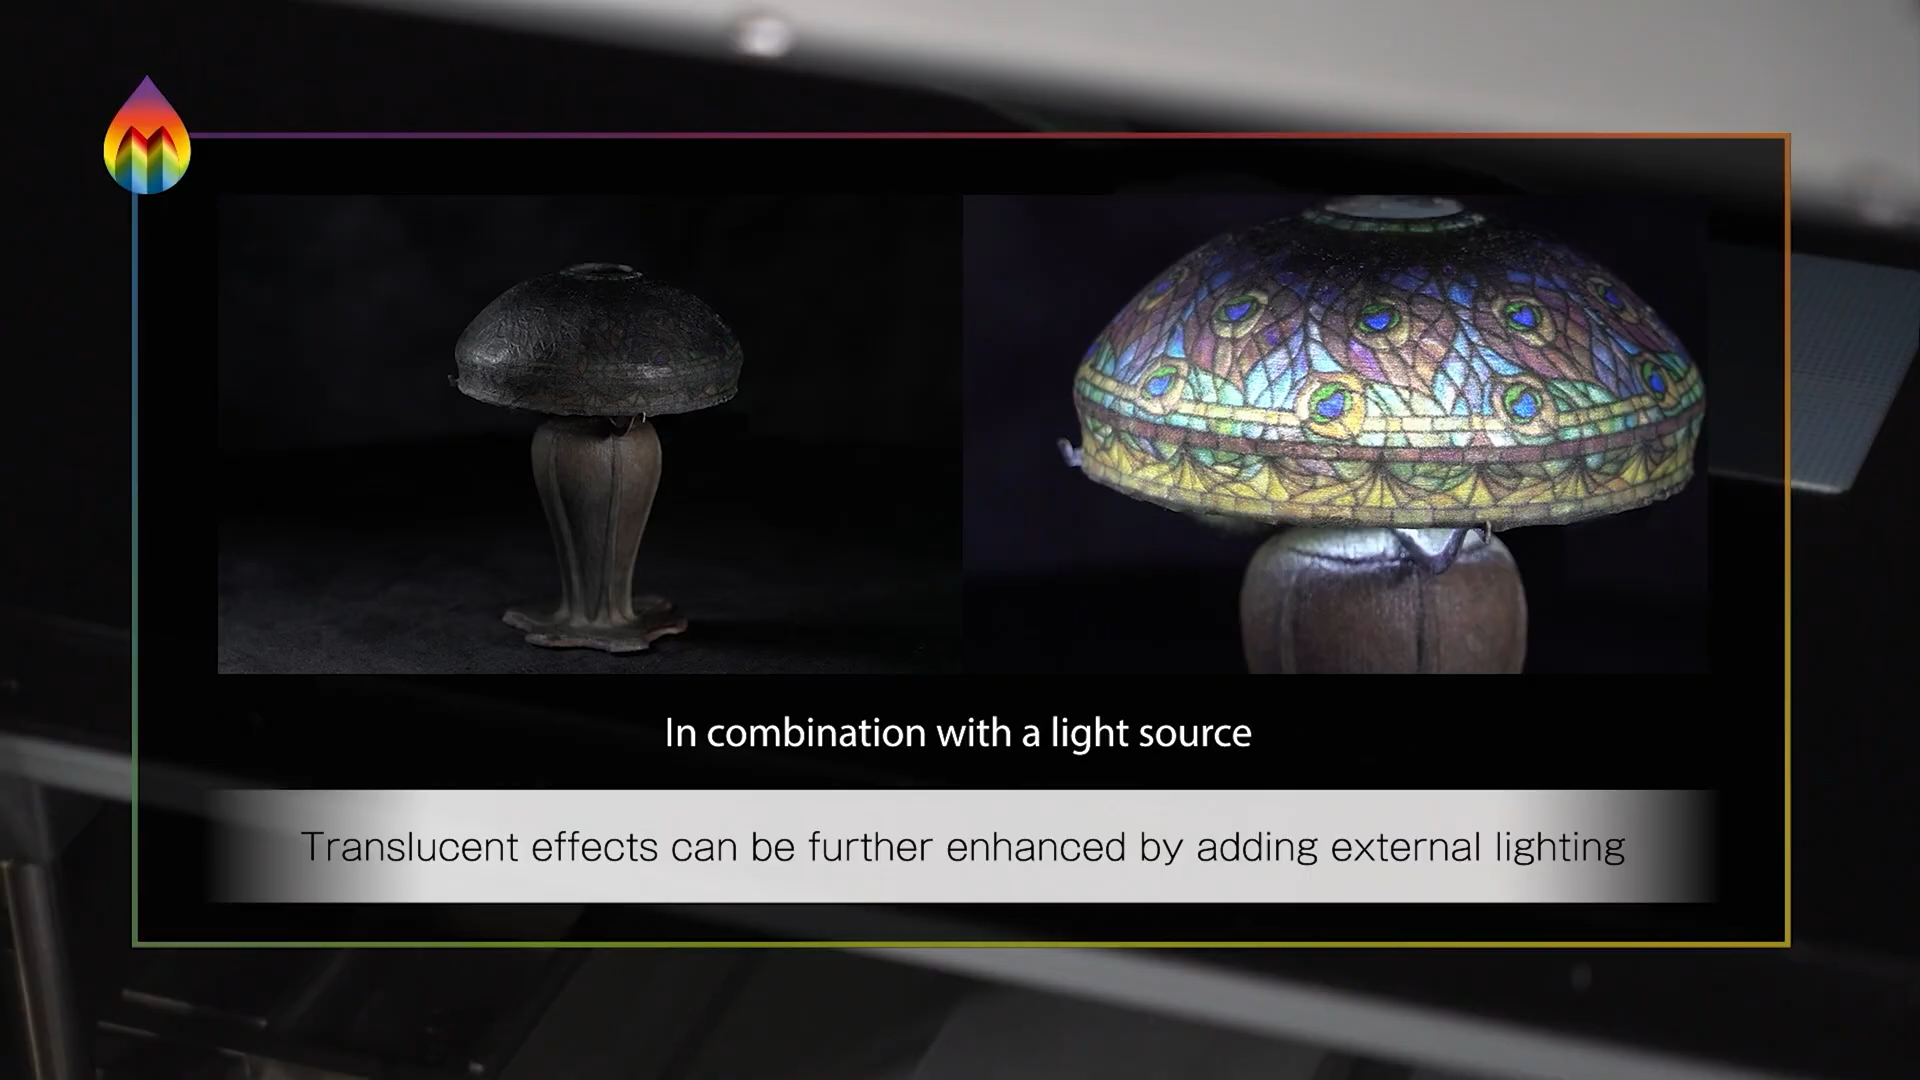 In combination with a light source
Translucent effects can be further enhanced by adding external lighting